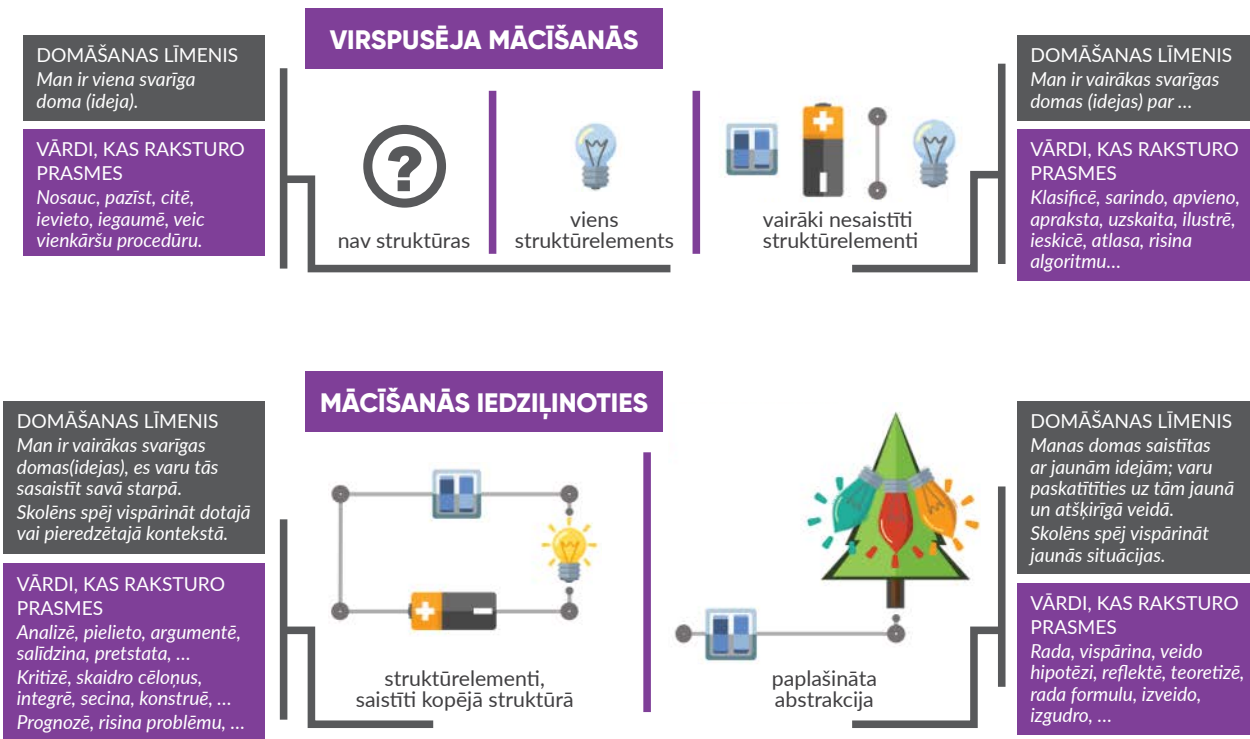 VIRSPUSĒJA MĀCĪŠANĀS
DOMĀŠANAS LĪMENIS
Man ir viena svarīga
doma (ideja).
VĀRDI, KAS RAKSTURO
PRASMES
Nosauc, pazīst, citē,
ievieto, iegaumē, veic
vienkāršu procedūru.
?
nav struktūras
viens
struktūrelements
vairāki nesaistīti
struktūrelementi
DOMĀŠANAS LĪMENIS
Man ir vairākas svarīgas
domas (idejas) par ...
VĀRDI, KAS RAKSTURO
PRASMES
Klasificē, sarindo, apvieno,
apraksta, uzskaita, ilustrē,
ieskicē, atlasa, risina
algoritmu...
MĀCĪŠANĀS IEDZIĻINOTIES
DOMĀŠANAS LĪMENIS
Man ir vairākas svarīgas
domas(idejas), es varu tās
sasaistīt savā starpā.
Skolēns spēj vispārināt dotajā
vai pieredzētajā kontekstā.
VĀRDI, KAS RAKSTURO
PRASMES
Analizē, pielieto, argumentē,
salīdzina, pretstata, ...
Kritizē, skaidro cēloņus,
integrē, secina, konstruē, ...
Prognozē, risina problēmu, ...
struktūrelementi,
saistīti kopējā struktūrā
paplašināta
abstrakcija
DOMĀŠANAS LĪMENIS
Manas domas saistītas
ar jaunām idejām; varu
paskatītīties uz tām jaunā
un atšķirīgā veidā.
Skolēns spēj vispārināt
jaunās situācijas.
VĀRDI, KAS RAKSTURO
PRASMES
Rada, vispārina, veido
hipotēzi, reflektē, teoretizē,
rada formulu, izveido,
izgudro, ...